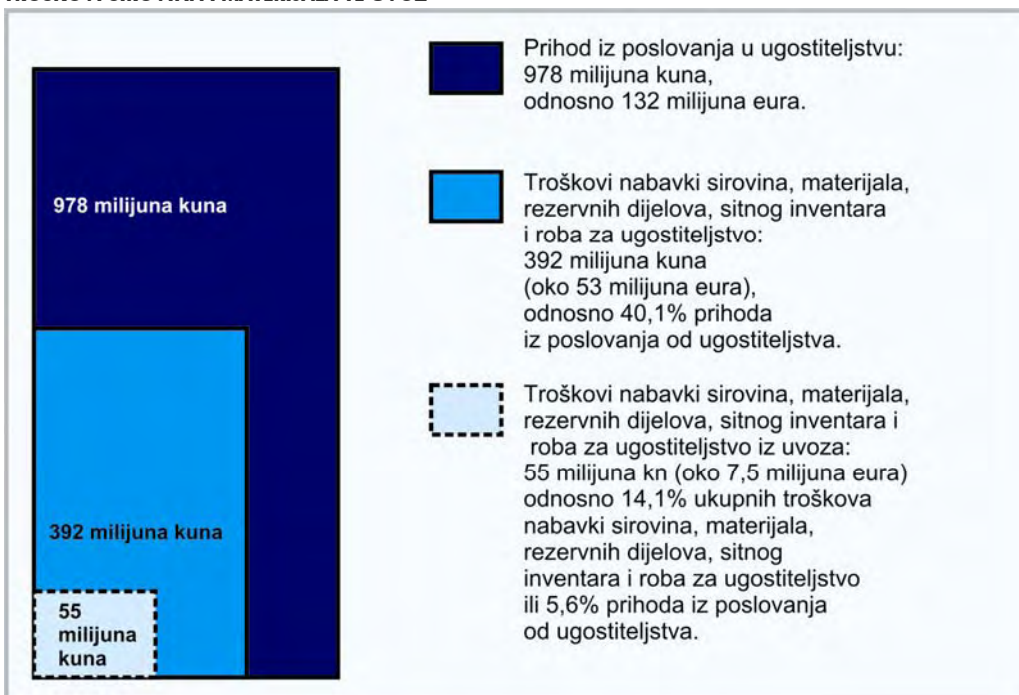 978 milijuna kuna
392 milijuna kuna
55
milijuna
kuna
Prihod iz poslovanja u ugostiteljstvu:
978 milijuna kuna,
odnosno 132 milijuna eura.
Troškovi nabavki sirovina, materijala,
rezervnih dijelova, sitnog inventara
i roba za ugostiteljstvo:
392 milijuna kuna
(oko 53 milijuna eura),
odnosno 40,1% prihoda
iz poslovanja od ugostiteljstva.
Troškovi nabavki sirovina, materijala,
rezervnih dijelova, sitnog inventara i
roba za ugostiteljstvo iz uvoza:
55 milijuna kn (oko 7,5 milijuna eura)
odnosno 14,1% ukupnih troškova
nabavki sirovina, materijala,
rezervnih dijelova, sitnog
inventara i roba za ugostiteljstvo
ili 5,6% prihoda iz poslovanja
od ugostiteljstva.